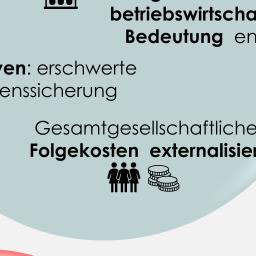 betriebswirtscha
Bedeutung en
ven: erschwerte
enssicherung
Gesamtgesellschaftliche
Folgekosten externalisier